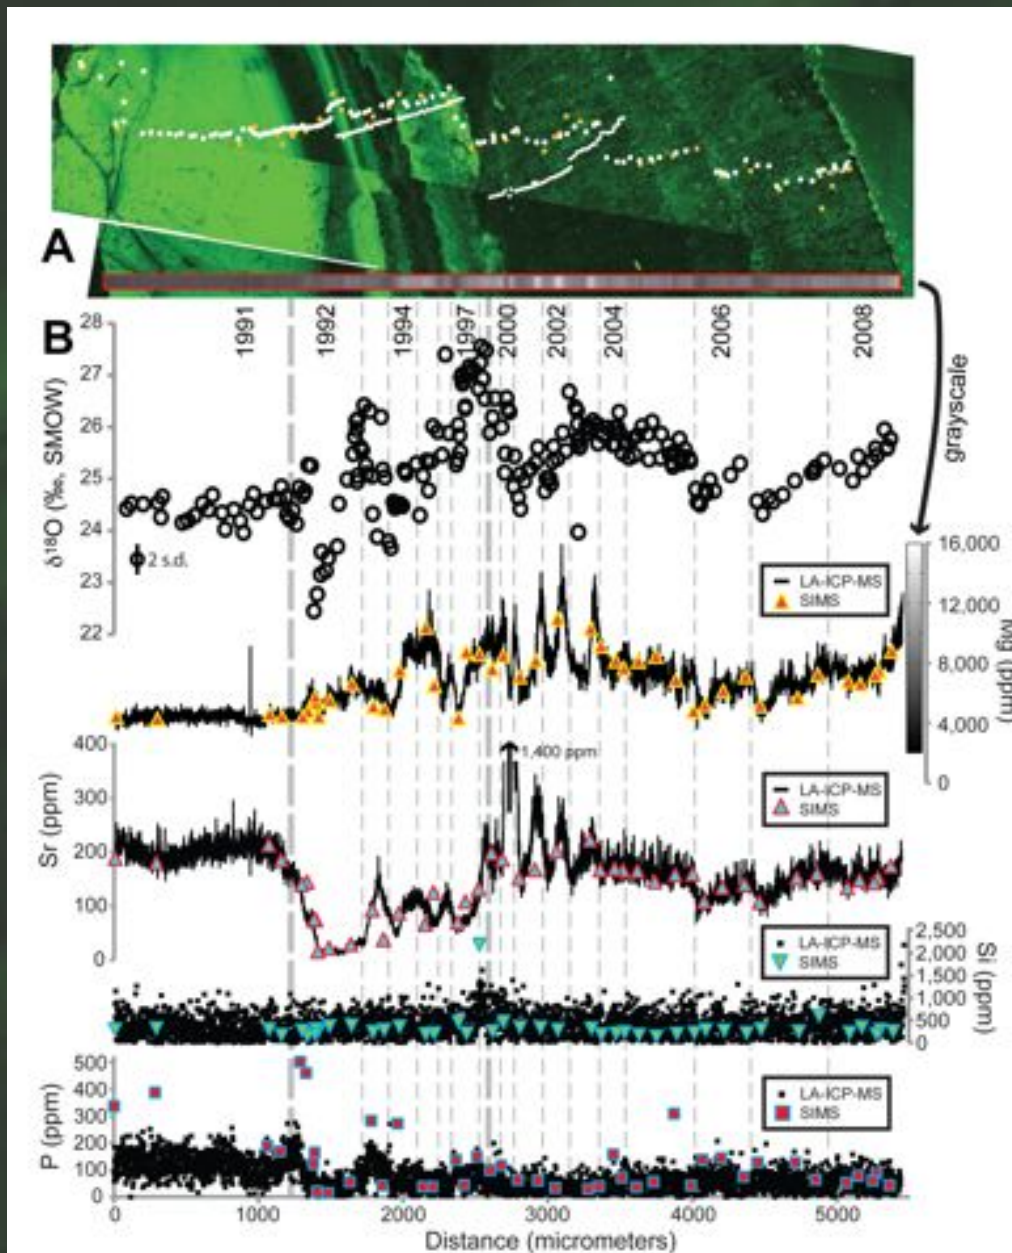 A
B
28
27
26
25
24
23
22
δ18O (‰, SMOW)
1991
1992
1994
1997
2000
2002
2004
2006
2008
grayscale
2 s.d.
LA-ICP-MS
SIMS
16,000
12,000
8,000
4,000
0
Mg (ppm)
400
300
200
100
0
Sr (ppm)
1,400 ppm
LA-ICP-MS
SIMS
LA-ICP-MS
SIMS
2,500
2,000
1,500
1,000
500
0
Si (ppm)
500
400
300
200
100
0
P (ppm)
LA-ICP-MS
SIMS
0 1000 2000 3000 4000 5000
Distance (micrometers)